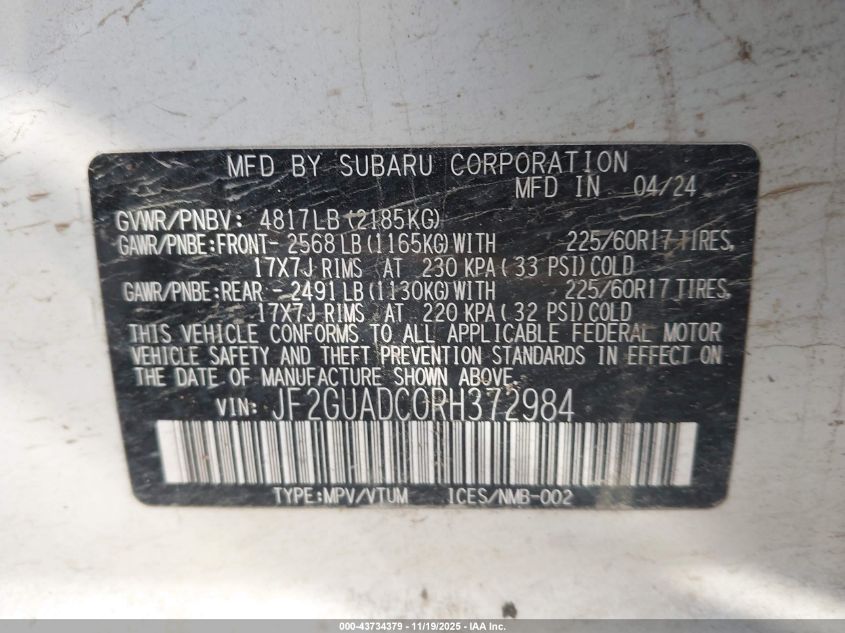 MFD BY SUBARU CORPORATION
MFD IN 04/24
GVWR/PNBV: 4817LB (2185KG)
GAWR/PNBE:FRONT- 2568 LB (1165KG) WITH 225/60R17 TIRES,
17X7J RIMS AT 230 KPA (33 PSI) COLD
GAWR/PNBE:REAR - 2491 LB (1130KG) WITH 225/60R17 TIRES,
17X7J RIMS AT 220 KPA (32 PSI) COLD
THIS VEHICLE CONFORMS TO ALL APPLICABLE FEDERAL MOTOR
VEHICLE SAFETY AND THEFT PREVENTION STANDARDS IN EFFECT ON
THE DATE OF MANUFACTURE SHOWN ABOVE.
VIN: JF2GUADC0RH372984
TYPE:MPV/VTUM ICES/NMB-002
000-43734379 - 11/19/2025 - IAA Inc.